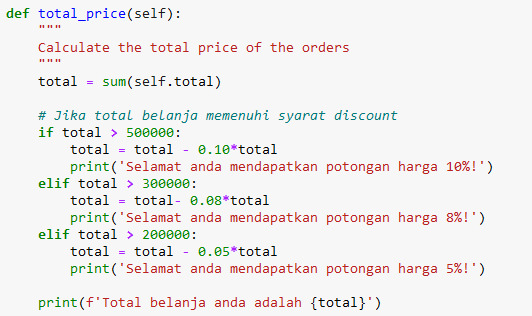 def total_price(self):
    """
    Calculate the total price of the orders
    """
    total = sum(self.total)

    # Jika total belanja memenuhi syarat discount
    if total > 500000:
        total = total - 0.10*total
        print('Selamat anda mendapatkan potongan harga 10%!')
    elif total > 300000:
        total = total- 0.08*total
        print('Selamat anda mendapatkan potongan harga 8%!')
    elif total > 200000:
        total = total - 0.05*total
        print('Selamat anda mendapatkan potongan harga 5%!')

    print(f'Total belanja anda adalah {total}')